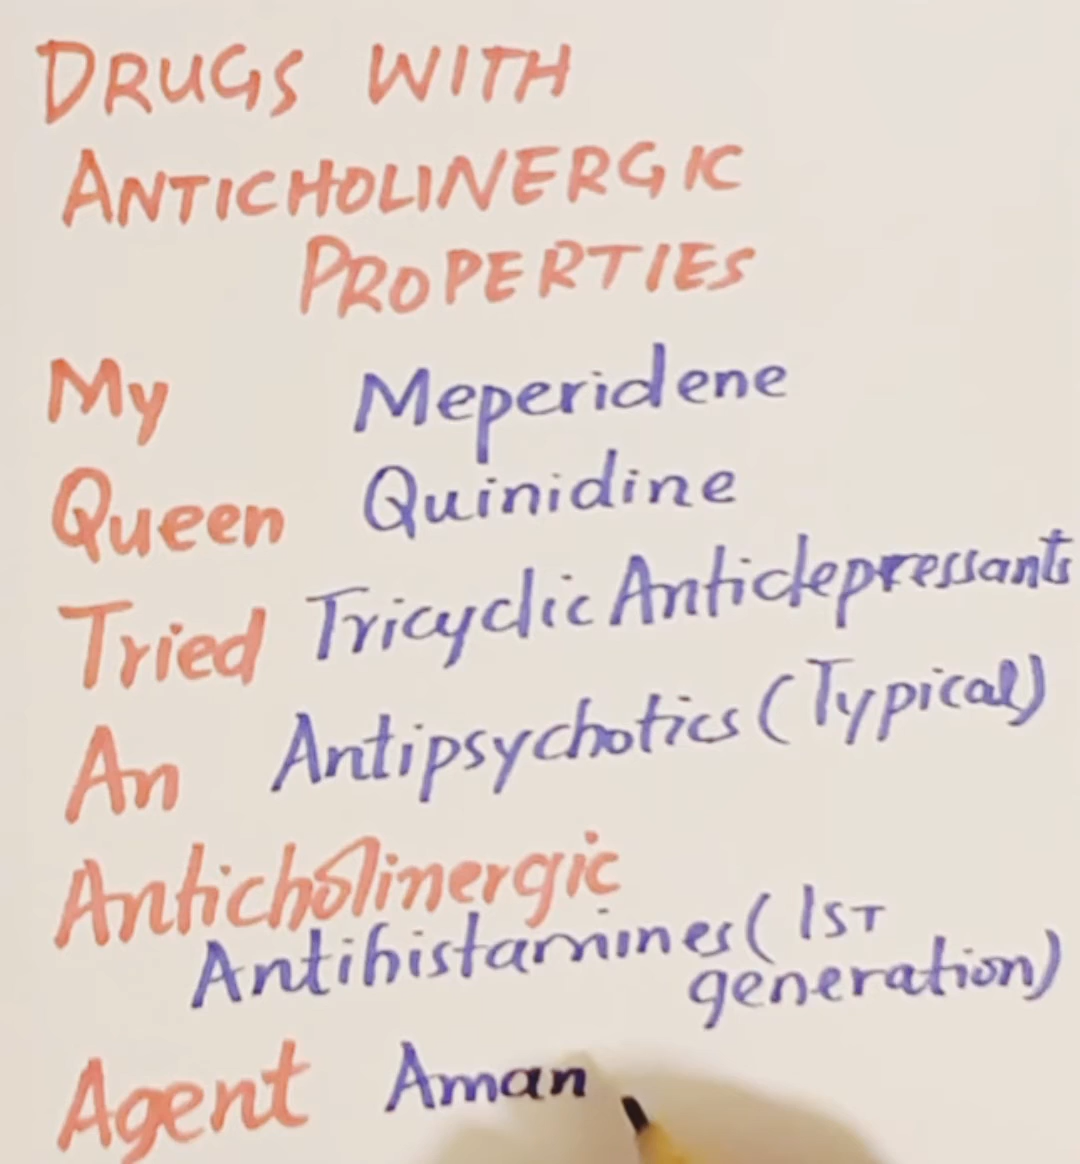 DRUGS WITH
ANTICHOLINERGIC
PROPERTIES
My Meperidene
Queen Quinidine
Tried Tricyclic Antidepressants
An Antipsychotics (Typical)
Anticholinergic
Antihistamines (1ST
generation)
Agent Aman